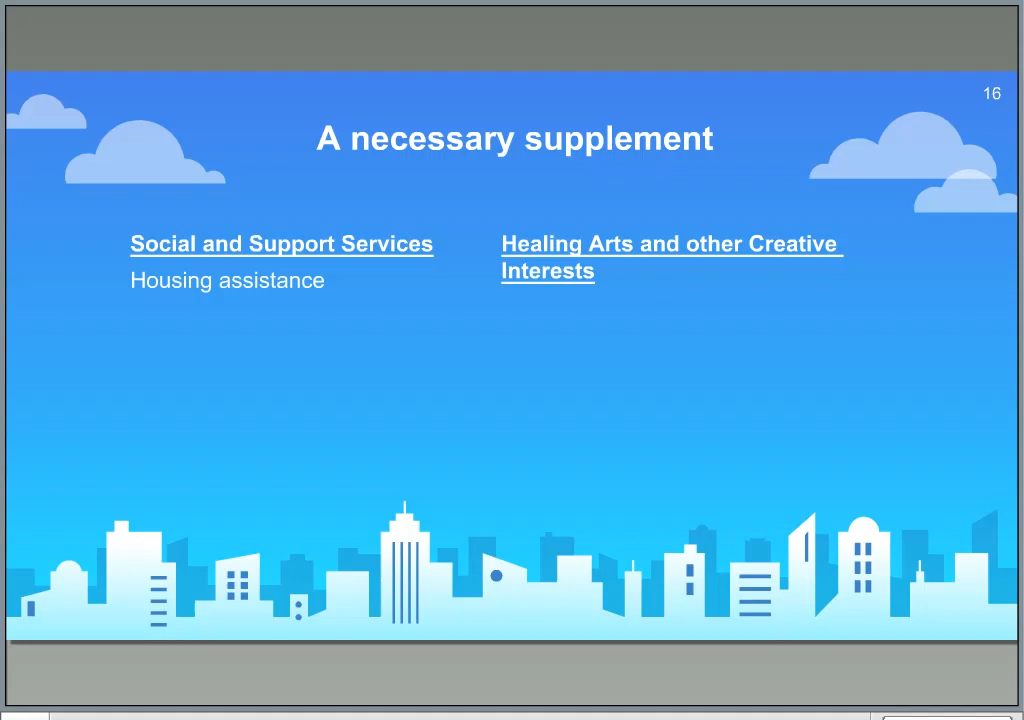 16
A necessary supplement
Social and Support Services
Housing assistance
Healing Arts and other Creative
Interests